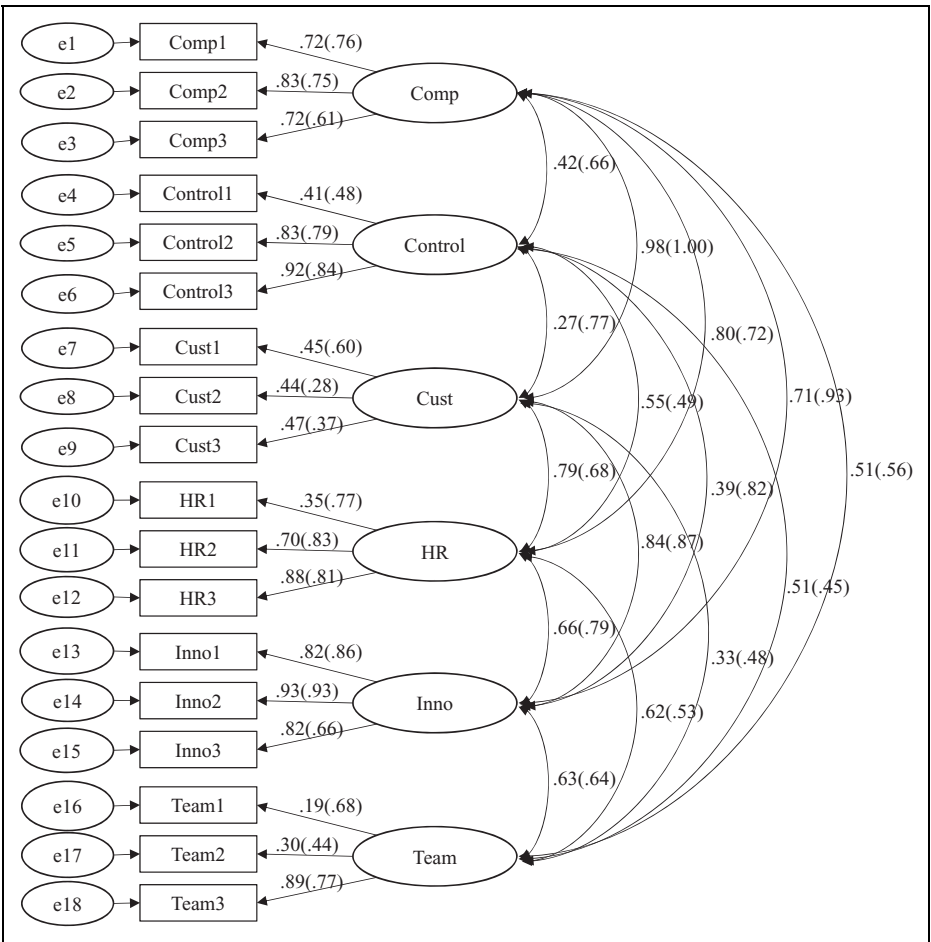 e1 Comp1 .72(.76)
e2 Comp2 .83(.75) Comp
e3 Comp3 .72(.61)
.42(.66)
e4 Control1 .41(.48)
e5 Control2 .83(.79) Control .98(1.00)
e6 Control3 .92(.84)
.27(.77) .80(.72)
e7 Cust1 .45(.60)
e8 Cust2 .44(.28) Cust .55(.49) .71(.93)
e9 Cust3 .47(.37)
.79(.68) .39(.82) .51(.56)
e10 HR1 .35(.77)
e11 HR2 .70(.83) HR .84(.87)
e12 HR3 .88(.81) .51(.45)
.66(.79)
e13 Inno1 .82(.86) .33(.48)
e14 Inno2 .93(.93) Inno .62(.53)
e15 Inno3 .82(.66)
.63(.64)
e16 Team1 .19(.68)
e17 Team2 .30(.44) Team
e18 Team3 .89(.77)